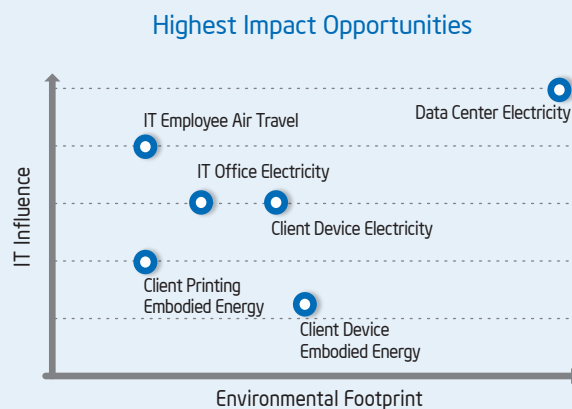 Highest Impact Opportunities
Data Center Electricity
IT Employee Air Travel
IT Office Electricity
Client Device Electricity
Client Printing
Embodied Energy
Client Device
Embodied Energy
IT Influence
Environmental Footprint